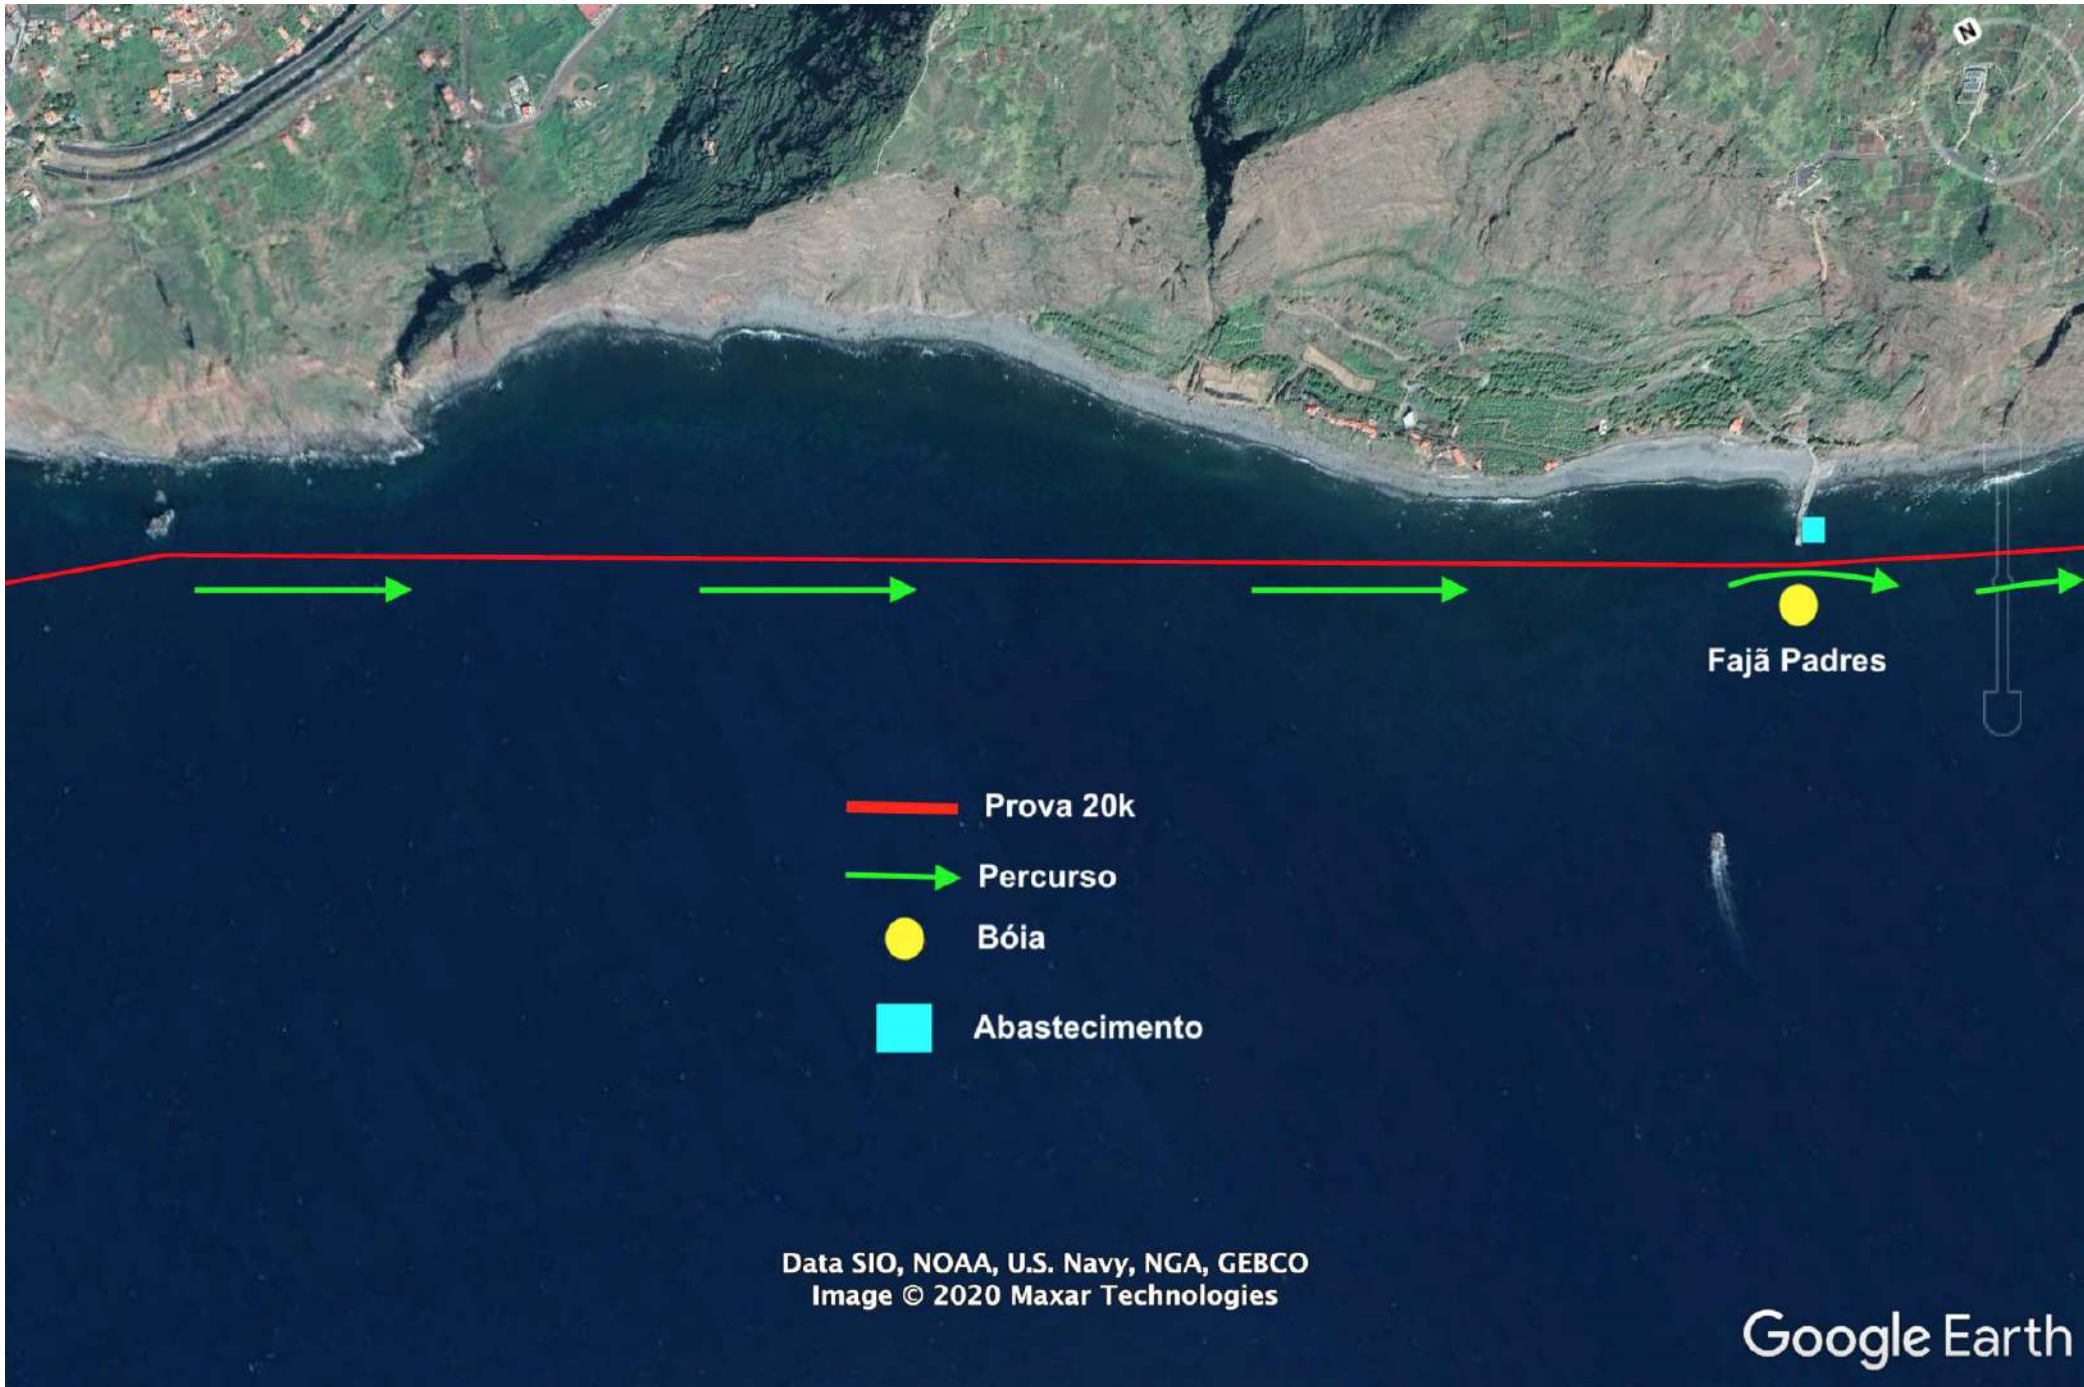 N
Fajã Padres
Prova 20k
Percurso
Bóia
Abastecimento
Data SIO, NOAA, U.S. Navy, NGA, GEBCO
Image © 2020 Maxar Technologies
Google Earth